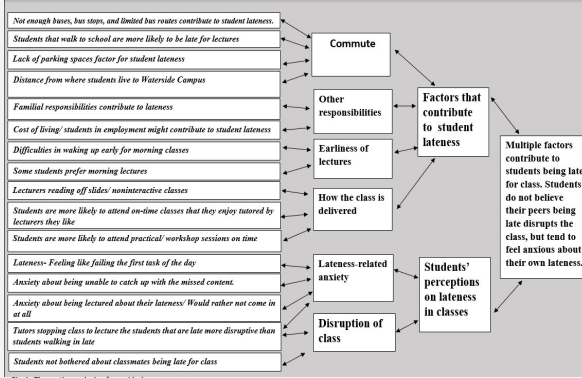 Not enough buses, bus stops, and limited bus routes contribute to student lateness.
Students that walk to school are more likely to be late for lectures
Lack of parking spaces factor for student lateness
Distance from where students live to Waterside Campus
Familial responsibilities contribute to lateness
Cost of living/ students in employment might contribute to student lateness
Difficulties in waking up early for morning classes
Some students prefer morning lectures
Lecturers reading off slides/ noninteractive classes
Students are more likely to attend on-time classes that they enjoy tutored by
lecturers they like
Students are more likely to attend practical/ workshop sessions on time
Lateness- Feeling like failing the first task of the day
Anxiety about being unable to catch up with the missed content.
Anxiety about being lectured about their lateness/ Would rather not come in
at all
Tutors stopping class to lecture the students that are late more disruptive than
students walking in late
Students not bothered about classmates being late for class
Commute
Other
responsibilities
Earliness of
lectures
How the class is
delivered
Lateness-related
anxiety
Disruption of
class
Factors that
contribute
to student
lateness
Students'
perceptions
on lateness
in classes
Multiple factors
contribute to
students being late
for class. Students
do not believe
their peers being
late disrupts the
class, but tend to
feel anxious about
their own lateness.